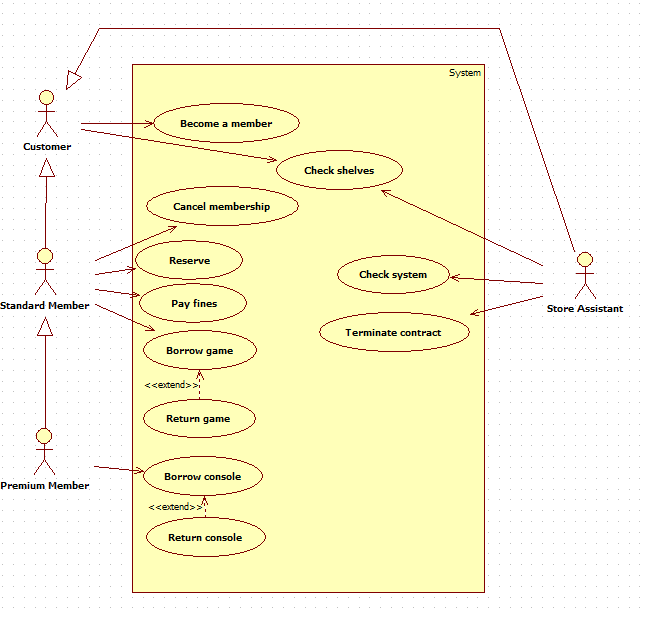 System
Become a member
Customer
Check shelves
Cancel membership
Reserve
Check system
Standard Member
Pay fines
Store Assistant
Terminate contract
Borrow game
<<extend>>
Return game
Borrow console
Premium Member
<<extend>>
Return console